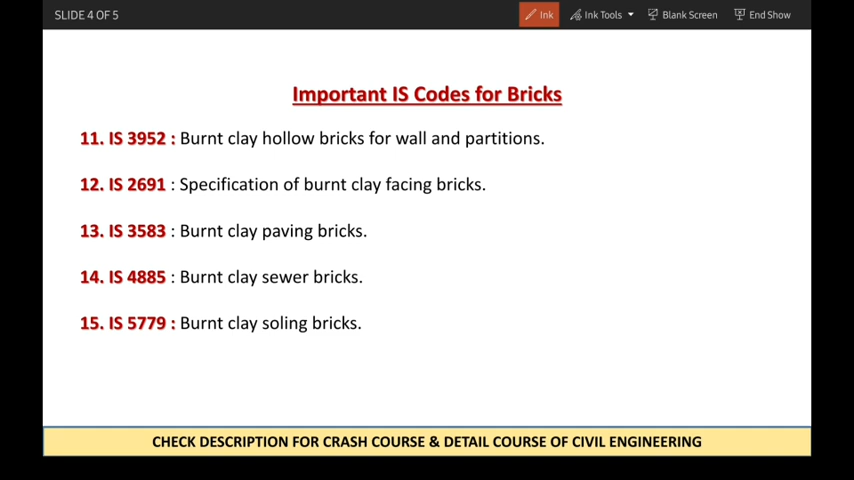 SLIDE 4 OF 5
Ink
Ink Tools
Blank Screen
End Show
Important IS Codes for Bricks
11. IS 3952 : Burnt clay hollow bricks for wall and partitions.
12. IS 2691 : Specification of burnt clay facing bricks.
13. IS 3583 : Burnt clay paving bricks.
14. IS 4885 : Burnt clay sewer bricks.
15. IS 5779 : Burnt clay soling bricks.
CHECK DESCRIPTION FOR CRASH COURSE & DETAIL COURSE OF CIVIL ENGINEERING